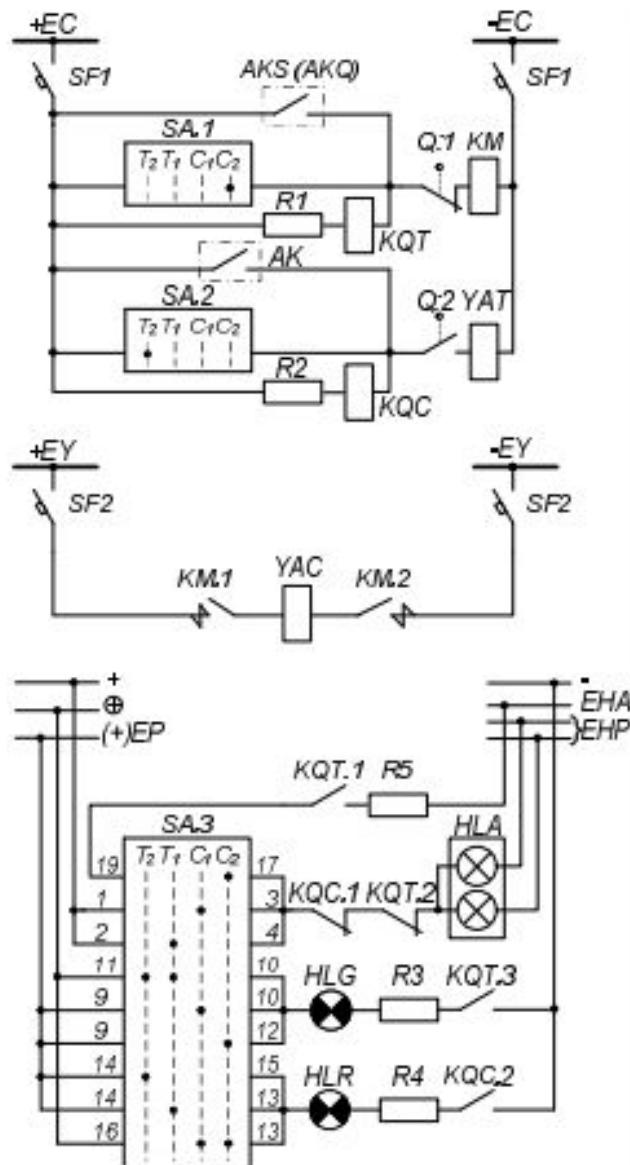 +EC -EC
SF1 AKS (AKQ) SF1
SA.1 Q:1 KM
T2 T1 C1 C2
R1
KQT
AK
SA.2 Q:2 YAT
T2 T1 C1 C2
R2
KQC
+EY -EY
SF2 SF2
KM.1 YAC KM.2
+ -
⊕ EHA
(+)EP }EHP
KQT.1 R5
SA.3 HLA
T2 T1 C1 C2
19 17
1 3 KQC.1 KQT.2
2 4
11 10 HLG R3 KQT.3
9 10
9 12
14 15 HLR R4 KQC.2
14 13
16 13